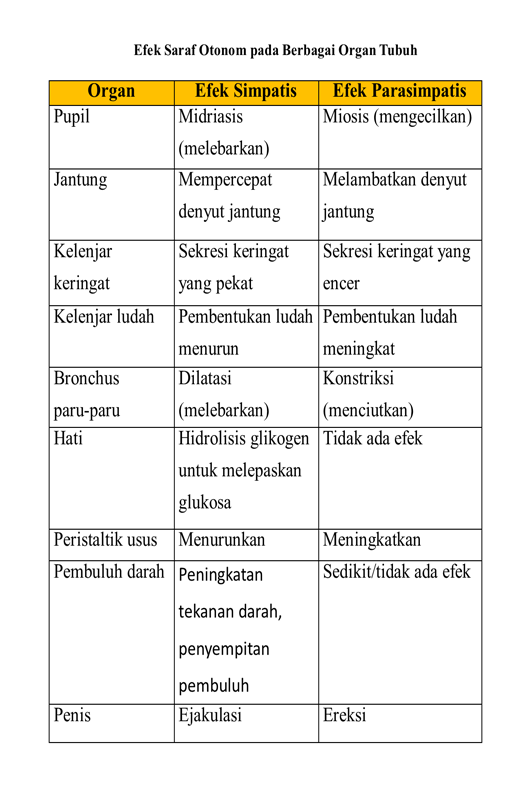 Efek Saraf Otonom pada Berbagai Organ Tubuh
Organ Efek Simpatis Efek Parasimpatis
Pupil Midriasis Miosis (mengecilkan)
(melebarkan)
Jantung Mempercepat Melambatkan denyut
denyut jantung jantung
Kelenjar Sekresi keringat Sekresi keringat yang
keringat yang pekat encer
Kelenjar ludah Pembentukan ludah Pembentukan ludah
menurun meningkat
Bronchus Dilatasi Konstriksi
paru-paru (melebarkan) (menciutkan)
Hati Hidrolisis glikogen Tidak ada efek
untuk melepaskan
glukosa
Peristaltik usus Menurunkan Meningkatkan
Pembuluh darah Peningkatan Sedikit/tidak ada efek
tekanan darah,
penyempitan
pembuluh
Penis Ejakulasi Ereksi